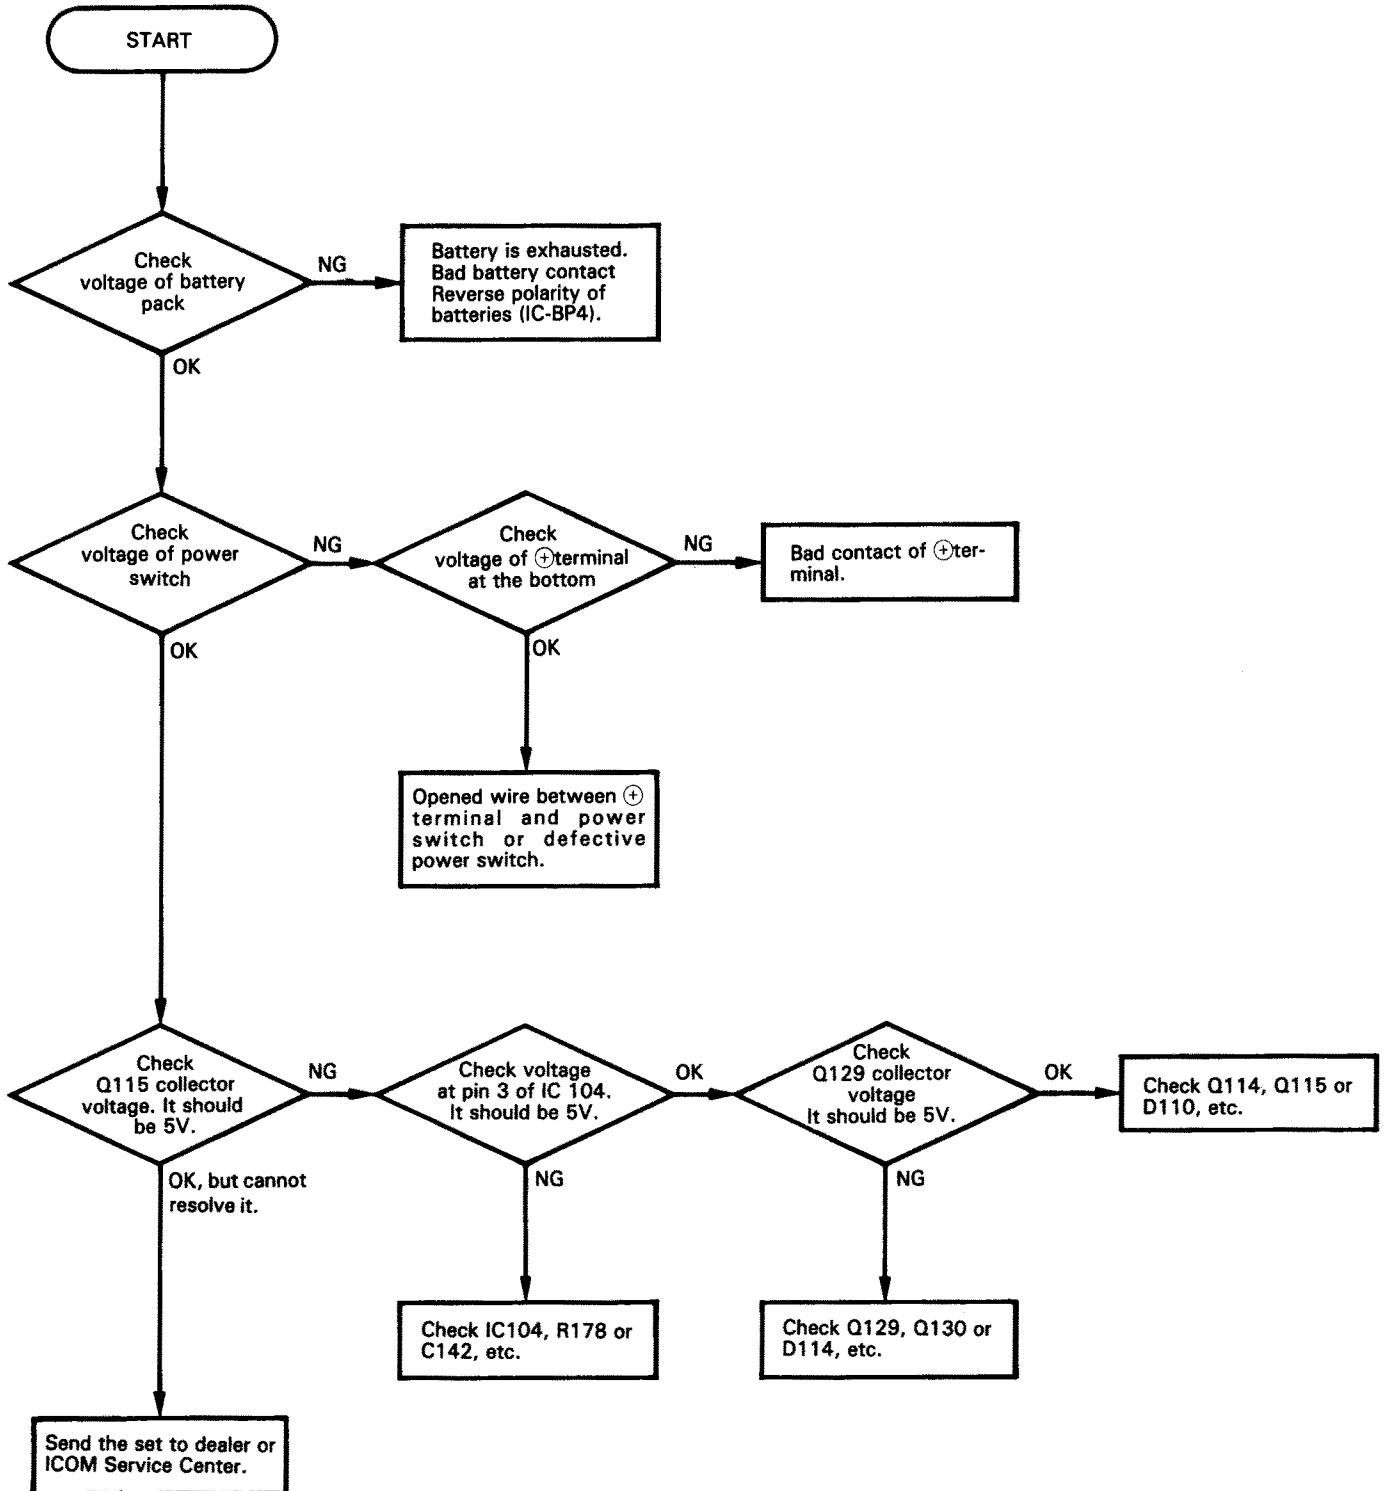 START
Check
voltage of battery
pack
NG
Battery is exhausted.
Bad battery contact
Reverse polarity of
batteries (IC-BP4).
OK
Check
voltage of power
switch
NG
Check
voltage of ⊕terminal
at the bottom
NG
Bad contact of ⊕ter-
minal.
OK
OK
Opened wire between ⊕
terminal and power
switch or defective
power switch.
Check
Q115 collector
voltage. It should
be 5V.
NG
Check voltage
at pin 3 of IC 104.
It should be 5V.
OK
Check
Q129 collector
voltage
It should be 5V.
OK
Check Q114, Q115 or
D110, etc.
OK, but cannot
resolve it.
NG
NG
Check IC104, R178 or
C142, etc.
Check Q129, Q130 or
D114, etc.
Send the set to dealer or
ICOM Service Center.